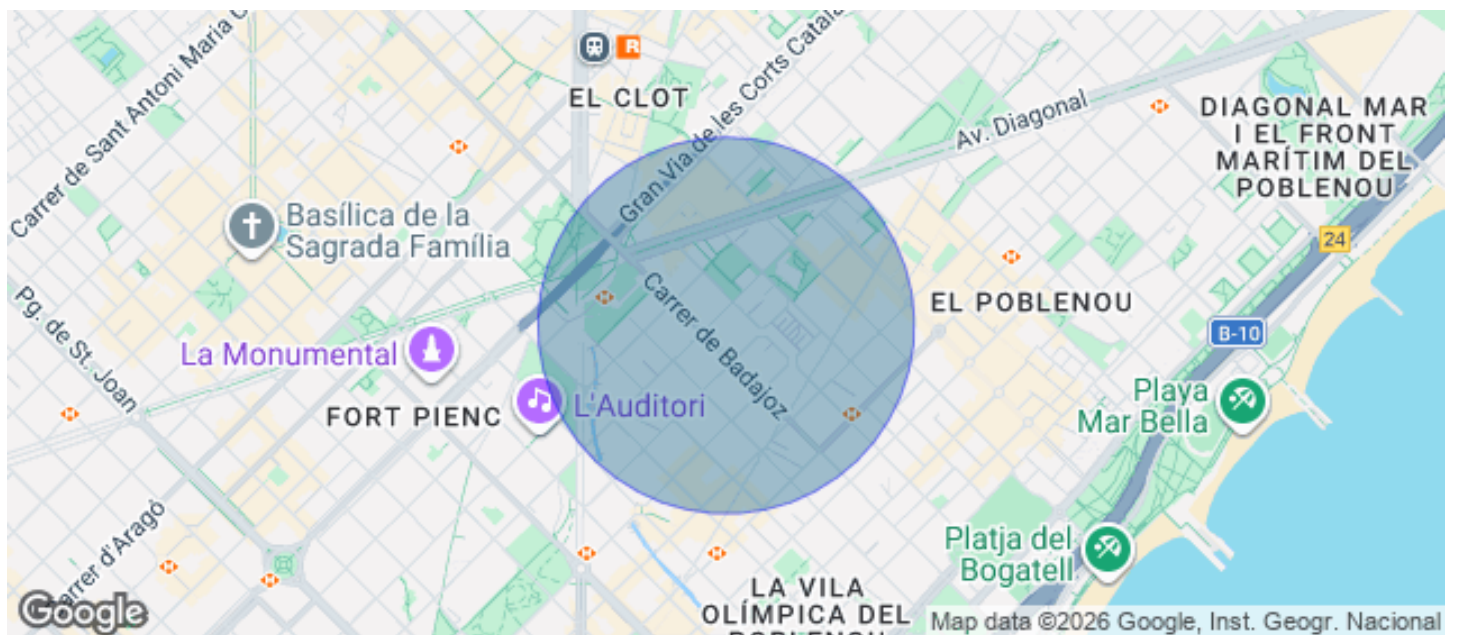 Carrer de Sant Antoni Maria C
R
EL CLOT
Gran Via de les Corts Catala
Av. Diagonal
DIAGONAL MAR
I EL FRONT
MARÍTIM DEL
POBLENOU
Basílica de la
Sagrada Família
24
Pg. de St. Joan
Carrer de Badajoz
EL POBLENOU
B-10
La Monumental
L'Auditori
FORT PIENC
Playa
Mar Bella
Carrer d'Aragó
Platja del
Bogatell
LA VILA
OLÍMPICA DEL
POBLENOU
Google
Map data ©2026 Google, Inst. Geogr. Nacional